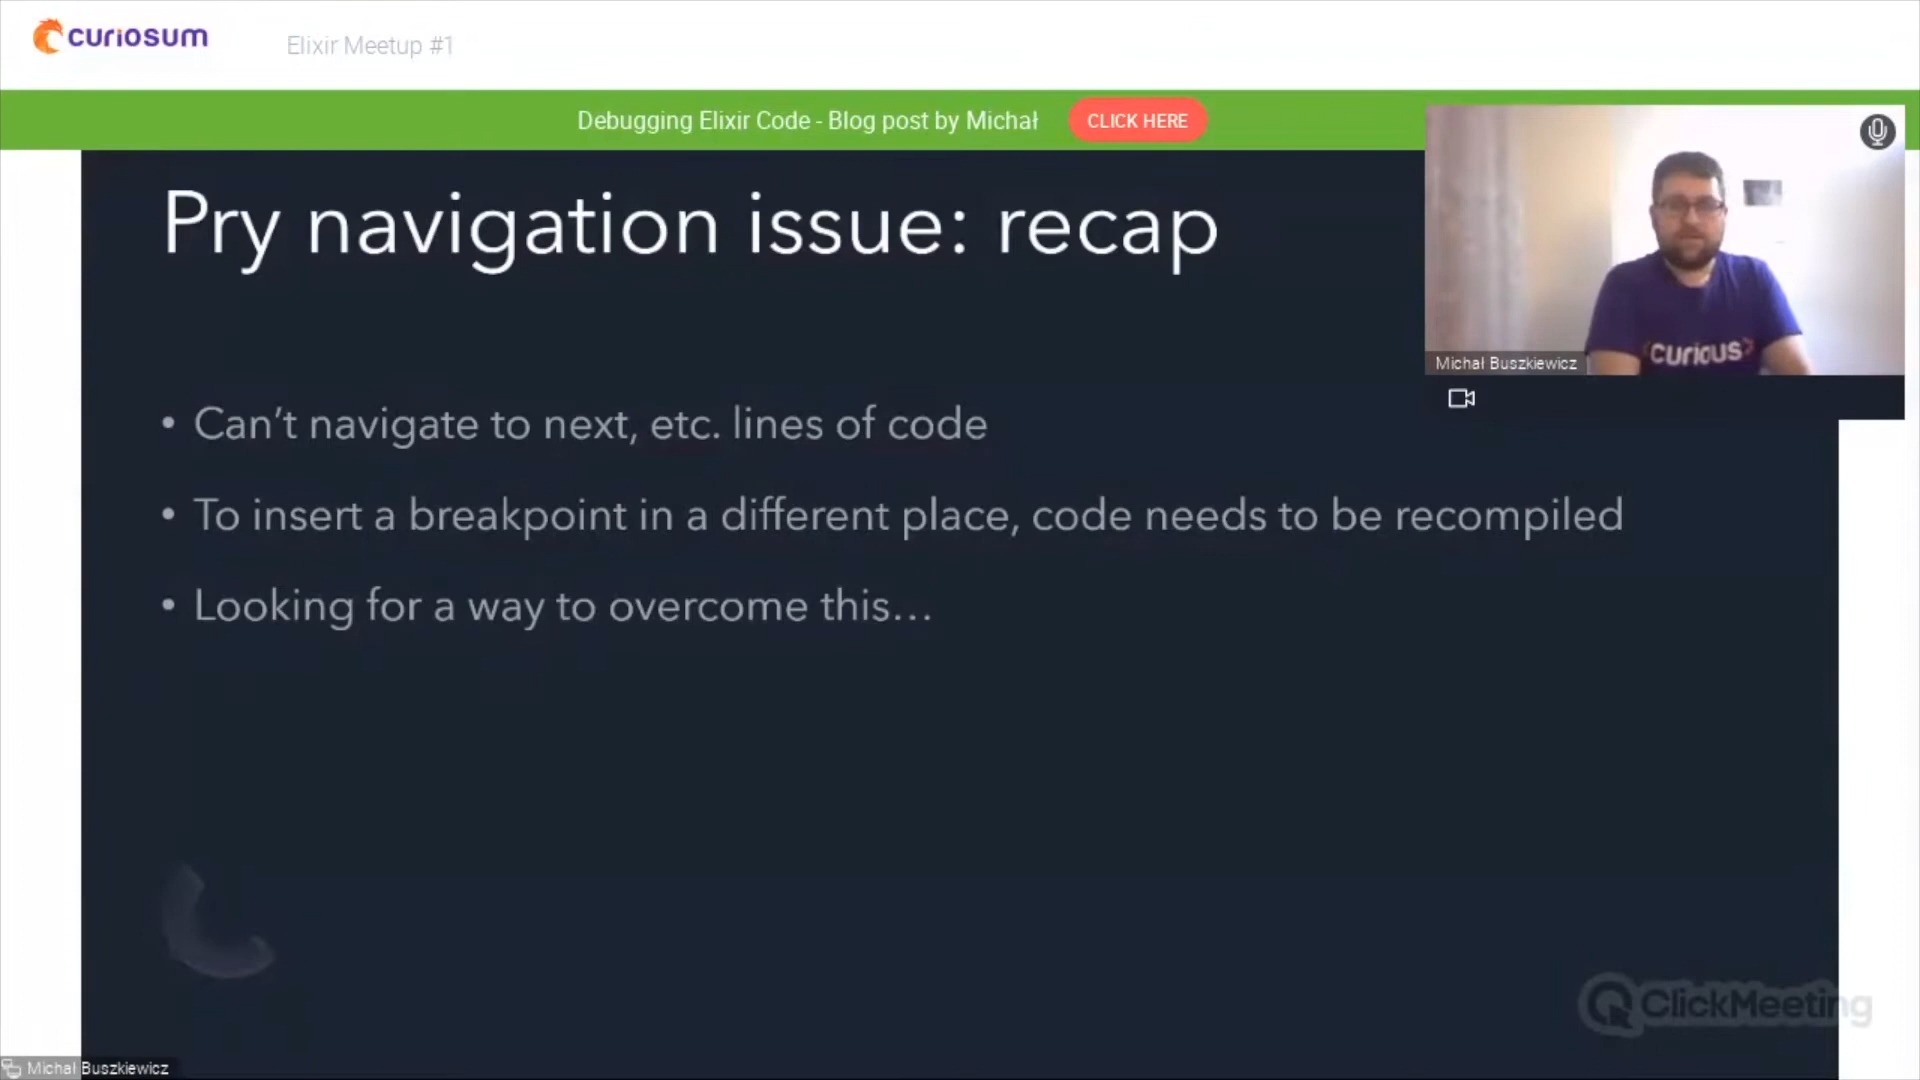 curiosum
Elixir Meetup #1
Debugging Elixir Code - Blog post by Michał
CLICK HERE
Pry navigation issue: recap
<curious>
Michał Buszkiewicz
• Can’t navigate to next, etc. lines of code
• To insert a breakpoint in a different place, code needs to be recompiled
• Looking for a way to overcome this…
ClickMeeting
Michał Buszkiewicz